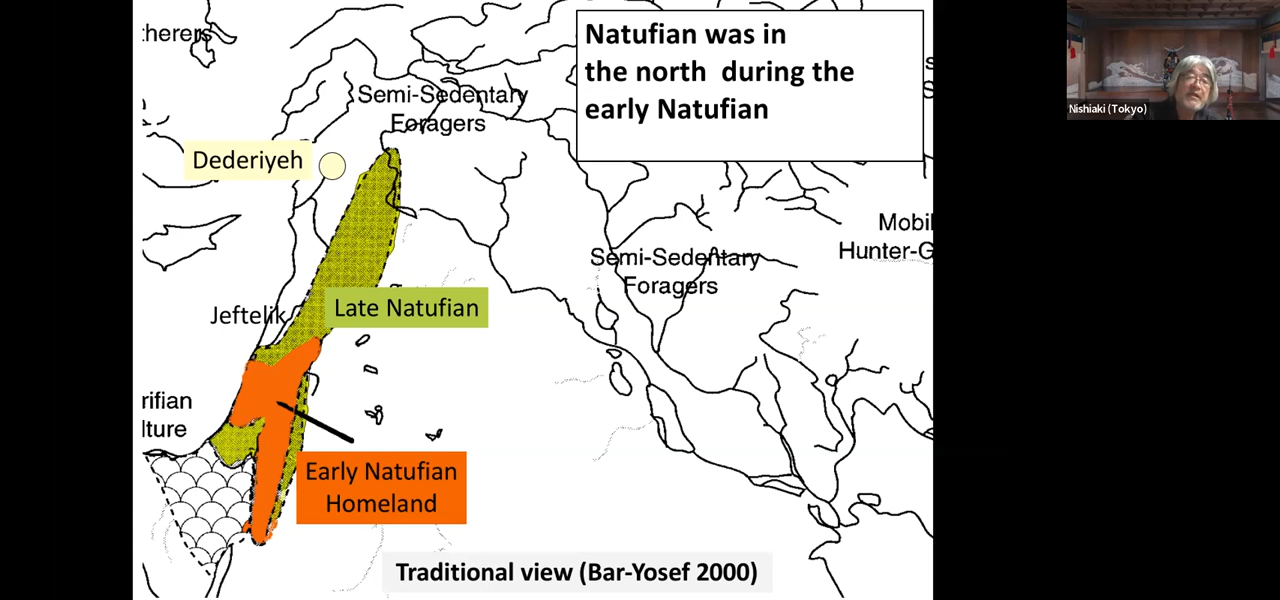 therers
Natufian was in
the north during the
early Natufian
Nishiaki (Tokyo)
Semi-Sedentary
Foragers
Dederiyeh
Mobil
Hunter-G
Semi-Sedentary
Foragers
Late Natufian
Jeftelik
rifian
lture
Early Natufian
Homeland
Traditional view (Bar-Yosef 2000)